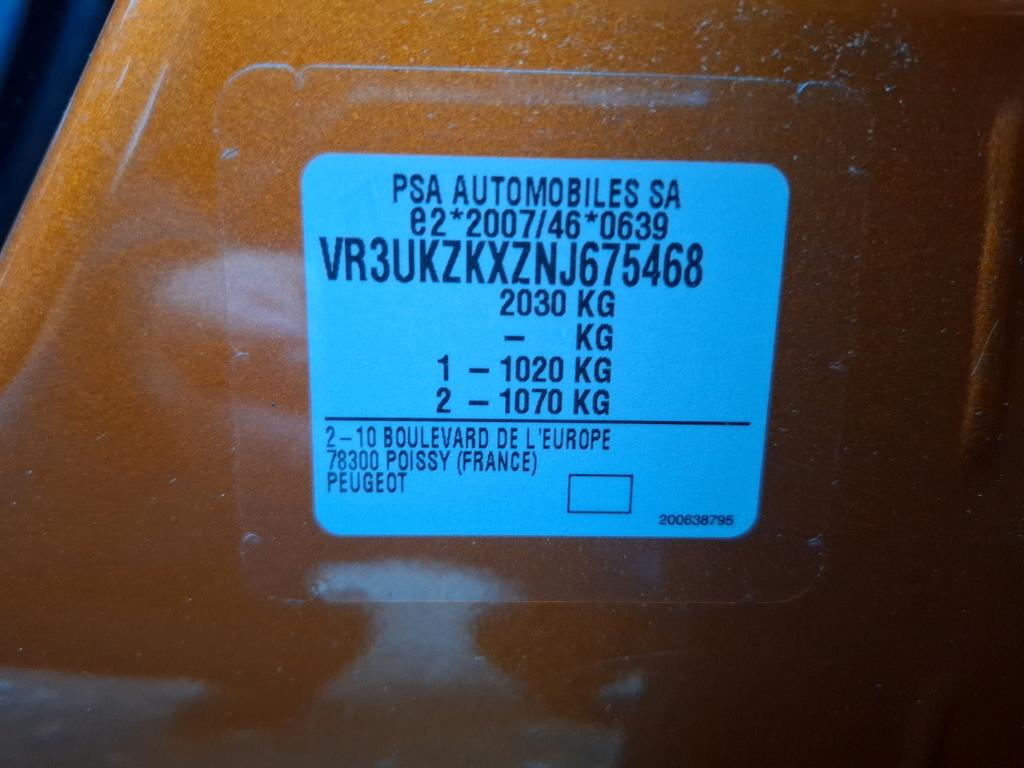 PSA AUTOMOBILES SA
e2*2007/46*0639
VR3UKZKXZNJ675468
2030 KG
- KG
1 - 1020 KG
2 - 1070 KG
2-10 BOULEVARD DE L'EUROPE
78300 POISSY (FRANCE)
PEUGEOT
200638795